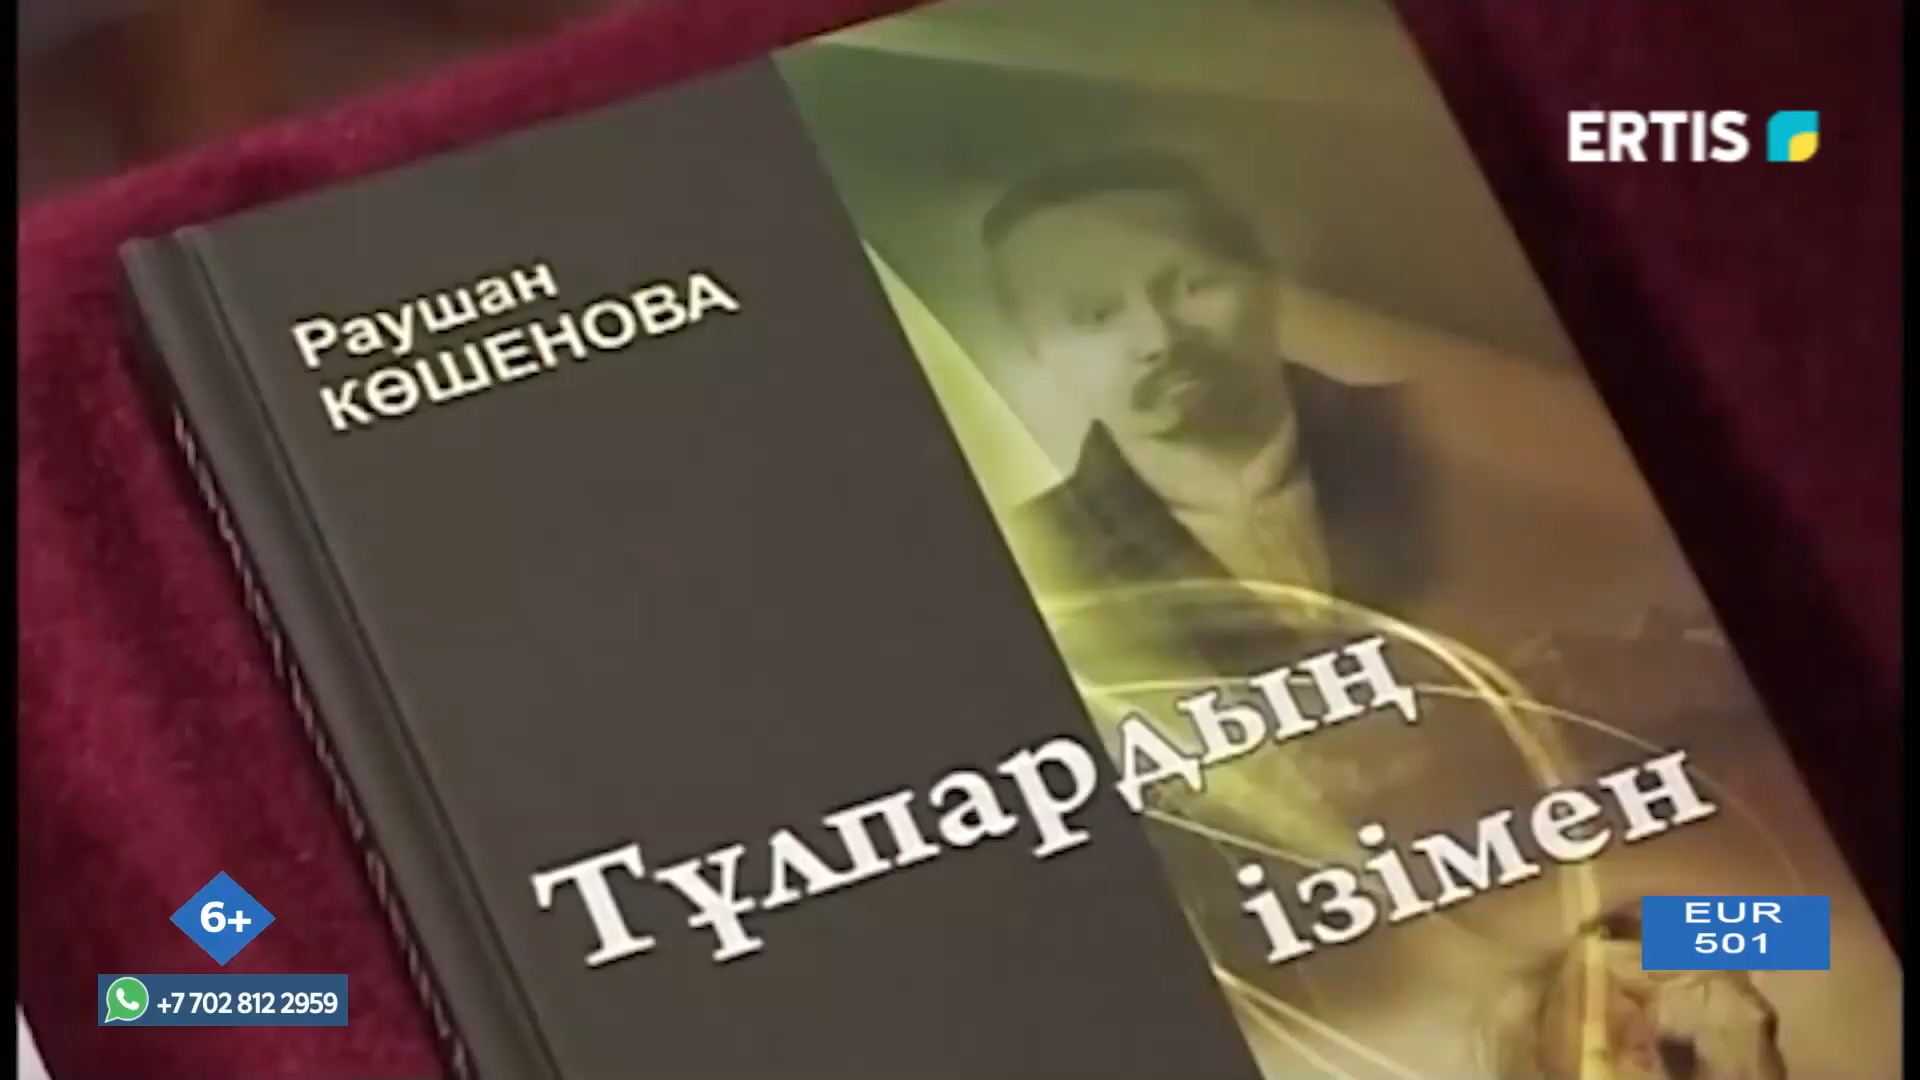 ERTIS
Раушан
КӨШЕНОВА
Тұлпардың
ізімен
6+
+7 702 812 2959
EUR
501